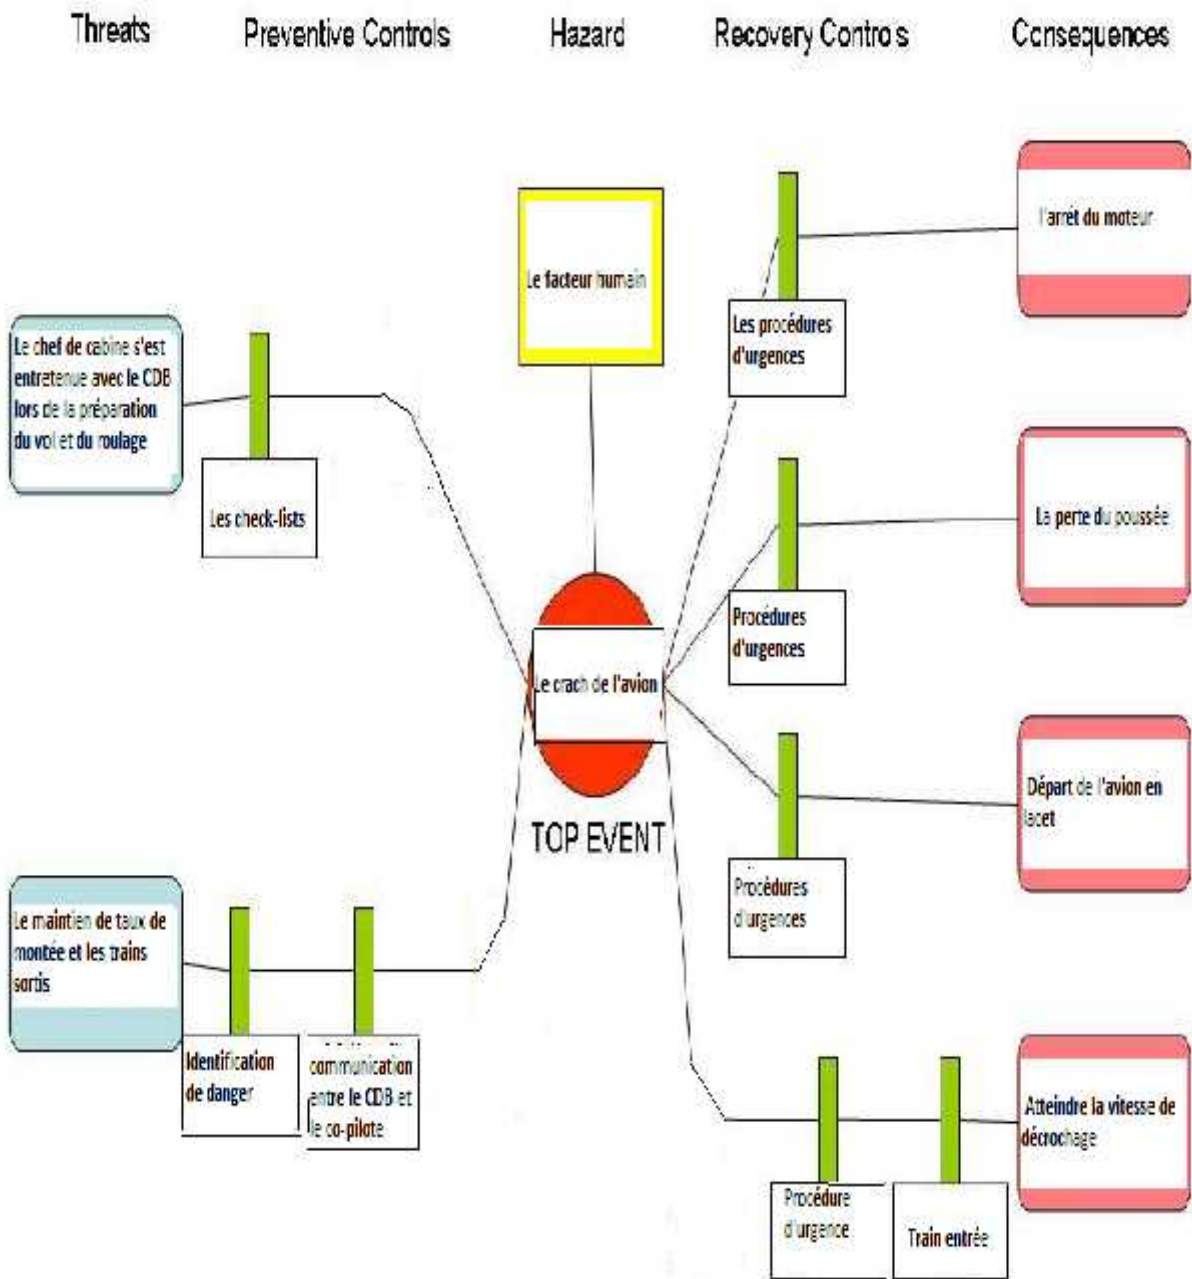 Threats
Preventive Controls
Hazard
Recovery Controls
Consequences
Le facteur humain
l'arrét du moteur
Les procédures
d'urgences
Le chef de cabine s'est
entretenue avec le CDB
lors de la préparation
du vol et du roulage
Les check-lists
La perte du poussée
Procédures
d'urgences
Le crach de l'avion
TOP EVENT
Départ de l'avion en
lacet
Procédures
d'urgences
Le maintien de taux de
montée et les trains
sortis
Identification
de danger
communication
entre le CDB et
le co-pilote
Atteindre la vitesse de
décrochage
Procédure
d'urgence
Train entrée